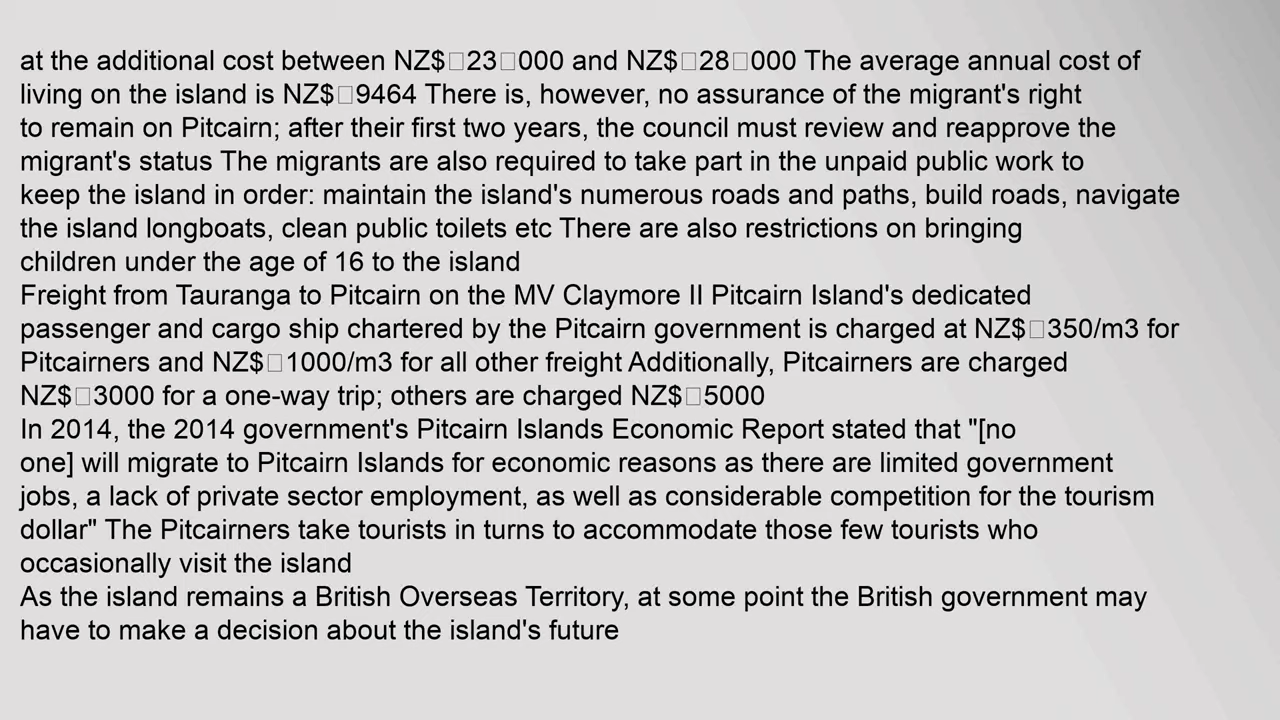 at the additional cost between NZ$□23□000 and NZ$□28□000 The average annual cost of
living on the island is NZ$□9464 There is, however, no assurance of the migrant's right
to remain on Pitcairn; after their first two years, the council must review and reapprove the
migrant's status The migrants are also required to take part in the unpaid public work to
keep the island in order: maintain the island's numerous roads and paths, build roads, navigate
the island longboats, clean public toilets etc There are also restrictions on bringing
children under the age of 16 to the island
Freight from Tauranga to Pitcairn on the MV Claymore II Pitcairn Island's dedicated
passenger and cargo ship chartered by the Pitcairn government is charged at NZ$□350/m3 for
Pitcairners and NZ$□1000/m3 for all other freight Additionally, Pitcairners are charged
NZ$□3000 for a one-way trip; others are charged NZ$□5000
In 2014, the 2014 government's Pitcairn Islands Economic Report stated that "[no
one] will migrate to Pitcairn Islands for economic reasons as there are limited government
jobs, a lack of private sector employment, as well as considerable competition for the tourism
dollar" The Pitcairners take tourists in turns to accommodate those few tourists who
occasionally visit the island
As the island remains a British Overseas Territory, at some point the British government may
have to make a decision about the island's future